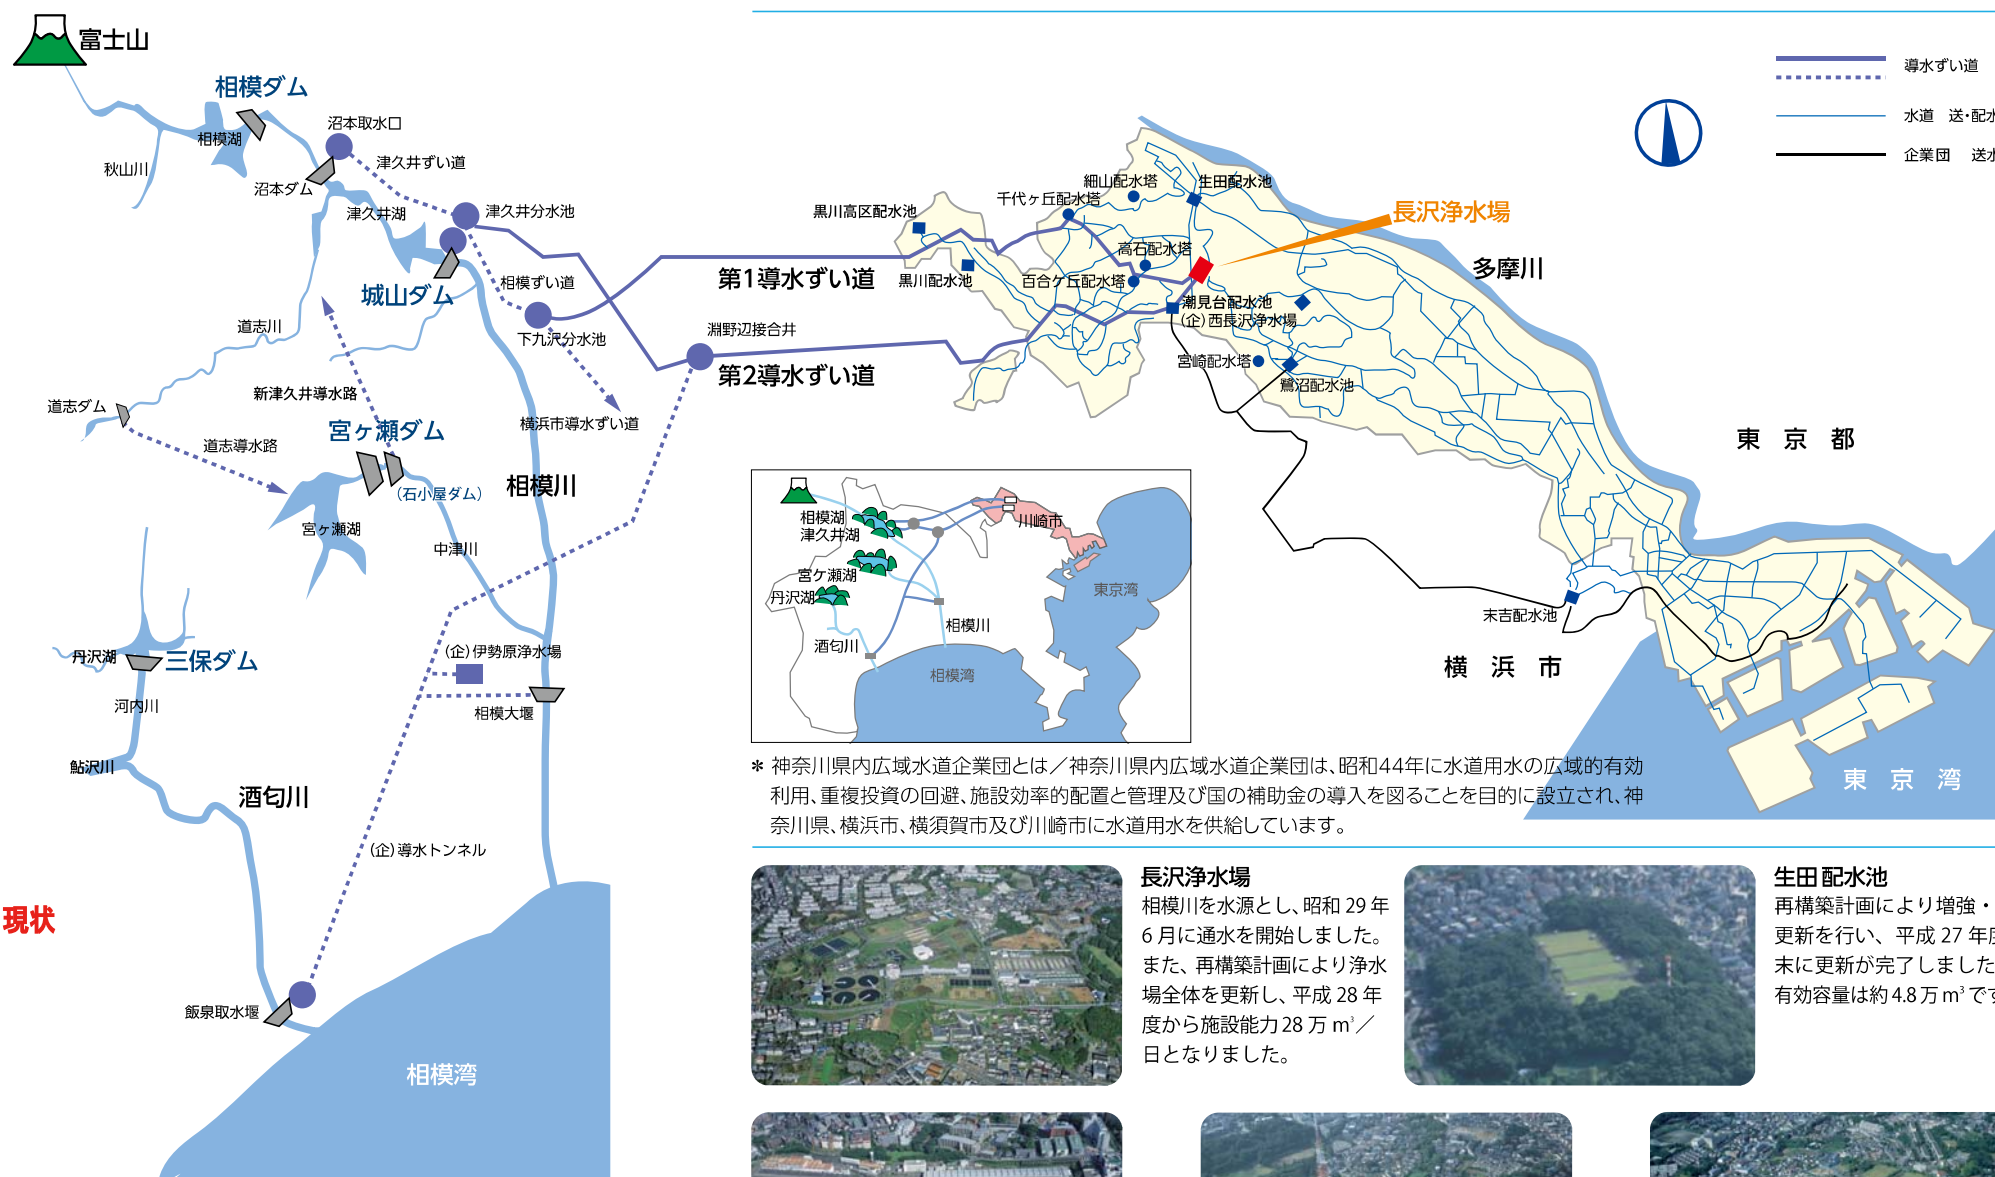 富士山
相模ダム
相模湖
秋山川
沼本取水口
津久井ずい道
沼本ダム
津久井湖
津久井分水池
城山ダム
相模ずい道
下九沢分水池
道志川
新津久井導水路
道志ダム
道志導水路
宮ヶ瀬ダム
(石小屋ダム)
宮ヶ瀬湖
中津川
相模川
横浜市導水ずい道
淵野辺接合井
第1導水ずい道
第2導水ずい道
丹沢湖
三保ダム
河内川
鮎沢川
酒匂川
(企)伊勢原浄水場
相模大堰
(企)導水トンネル
現状
飯泉取水堰
相模湾
導水ずい道
水道 送・配水
企業団 送水
黒川高区配水池
黒川配水池
千代ヶ丘配水塔
細山配水塔
生田配水池
長沢浄水場
高石配水塔
百合ケ丘配水塔
潮見台配水池
(企)西長沢浄水場
宮崎配水塔
鷺沼配水池
多摩川
東京都
末吉配水池
横浜市
東京湾
相模湖
津久井湖
宮ケ瀬湖
丹沢湖
酒匂川
相模川
相模湾
川崎市
東京湾
＊ 神奈川県内広域水道企業団とは／神奈川県内広域水道企業団は、昭和44年に水道用水の広域的有効
利用、重複投資の回避、施設効率的配置と管理及び国の補助金の導入を図ることを目的に設立され、神
奈川県、横浜市、横須賀市及び川崎市に水道用水を供給しています。
長沢浄水場
相模川を水源とし、昭和 29 年
6 月に通水を開始しました。
また、再構築計画により浄水
場全体を更新し、平成 28 年
度から施設能力 28 万 m³／
日となりました。
生田配水池
再構築計画により増強・
更新を行い、平成 27 年度
末に更新が完了しました
有効容量は約 4.8 万 m³ です